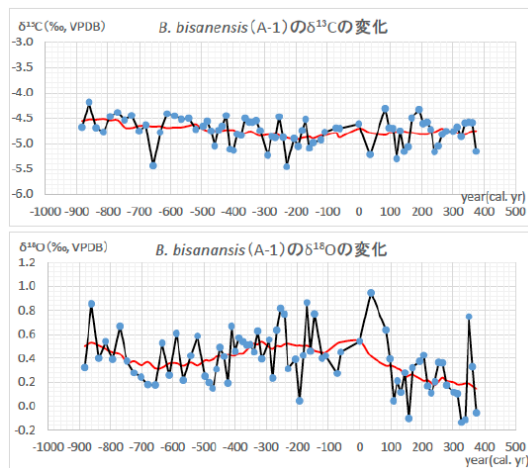 B. bisanensis(A-1)のδ¹³Cの変化
δ¹³C(‰, VPDB)
-3.0
-3.5
-4.0
-4.5
-5.0
-5.5
-6.0
-1000 -900 -800 -700 -600 -500 -400 -300 -200 -100 0 100 200 300 400 500
year(cal. yr)
B. bisanansis(A-1)のδ¹⁸Oの変化
δ¹⁸O(‰, VPDB)
1.2
1.0
0.8
0.6
0.4
0.2
0.0
-0.2
-1000 -900 -800 -700 -600 -500 -400 -300 -200 -100 0 100 200 300 400 500
year(cal. yr)